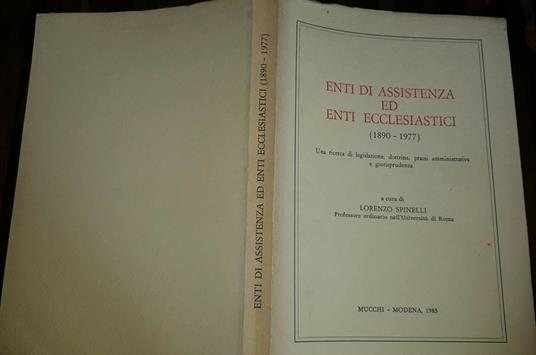 ENTI DI ASSISTENZA ED ENTI ECCLESIASTICI (1890 - 1977)
ENTI DI ASSISTENZA
ED
ENTI ECCLESIASTICI
(1890 - 1977)
Una ricerca di legislazione, dottrina, prassi amministrativa
e giurisprudenza
a cura di
LORENZO SPINELLI
Professore ordinario nell'Università di Roma
MUCCHI - MODENA, 1985